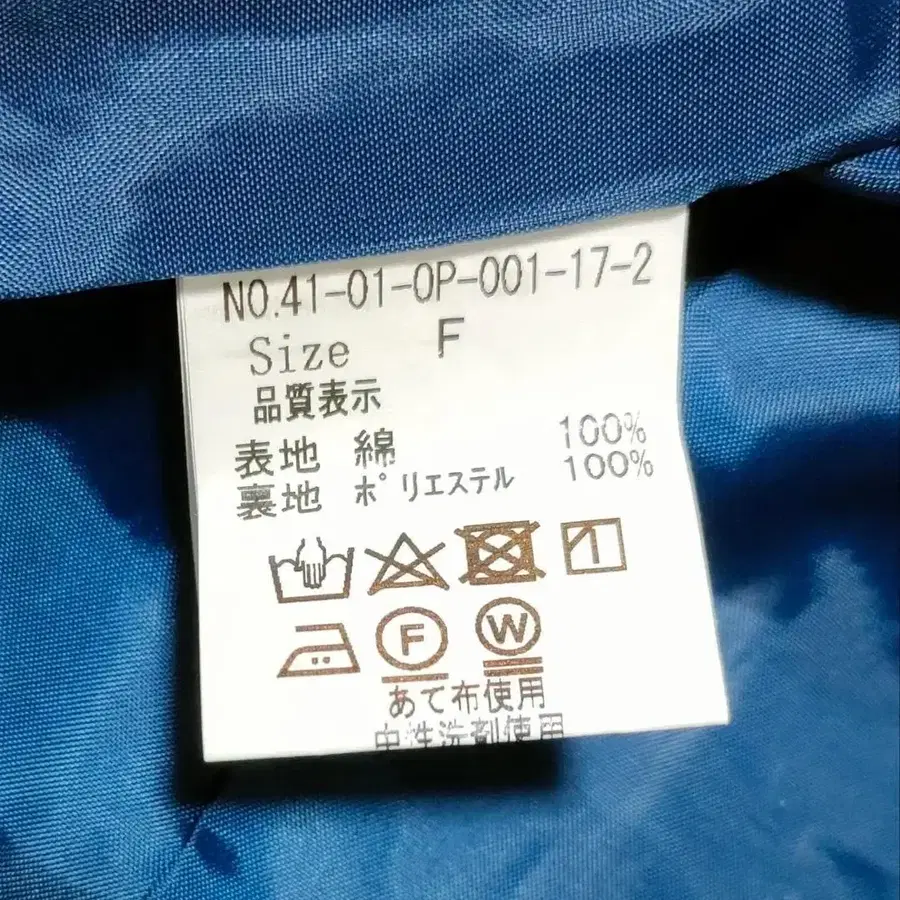 NO.41-01-OP-001-17-2
Size F
品質表示
表地 綿 100%
裏地 ポリエステル 100%
F W
あて布使用
中性洗剤使用